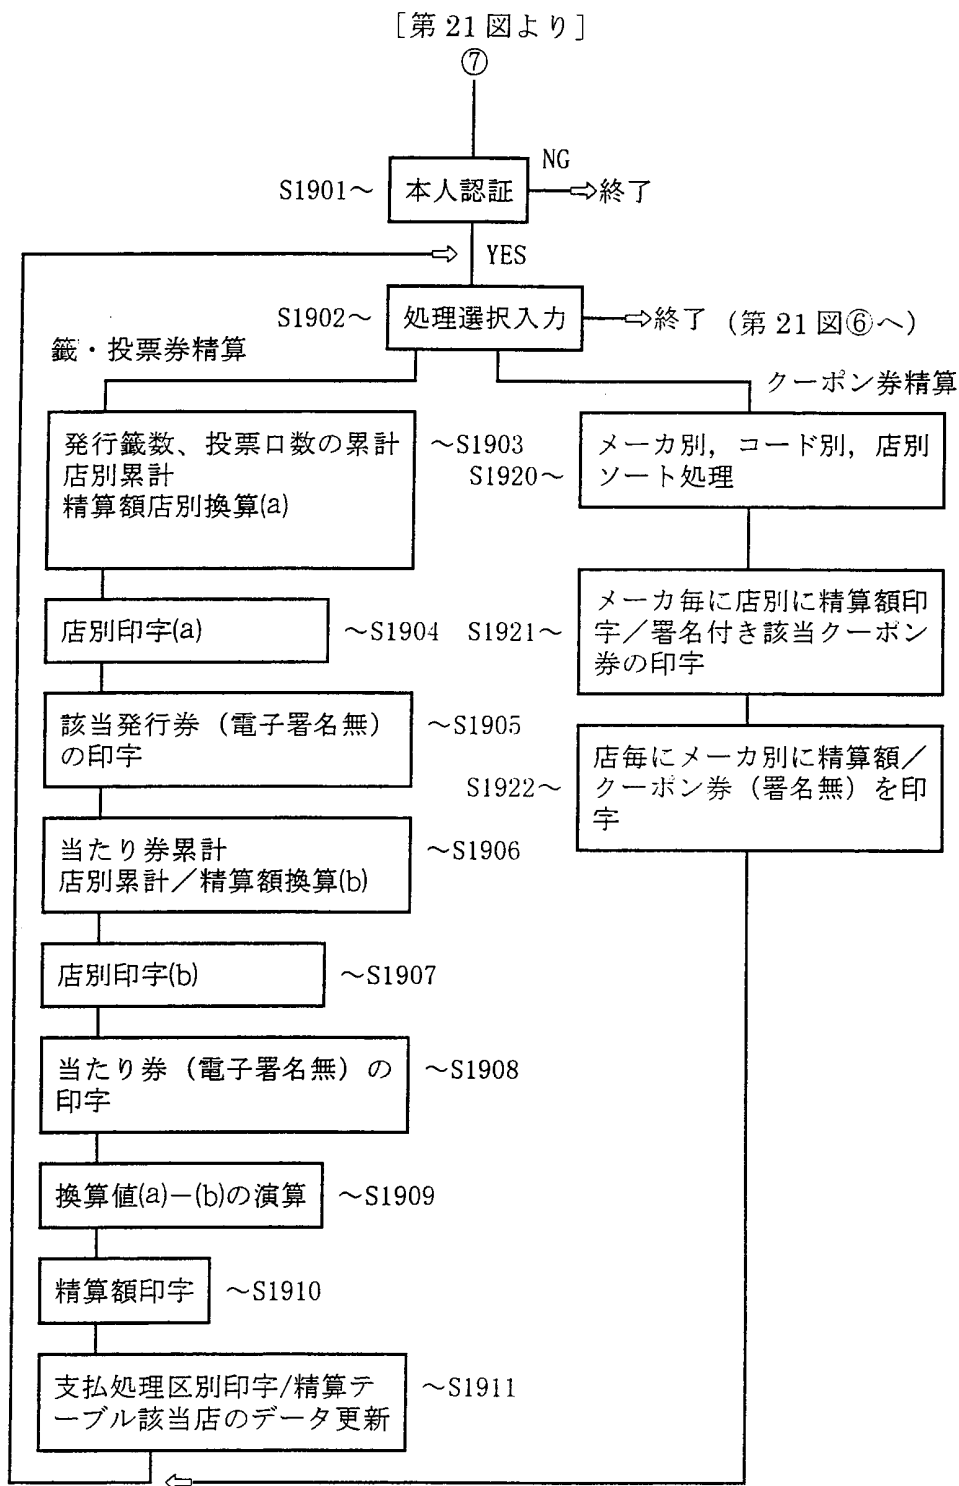 [第21図より]
⑦
NG
S1901～
本人認証
終了
YES
S1902～
処理選択入力
終了 (第21図⑥へ)
籤・投票券精算
発行籤数、投票口数の累計
店別累計
精算額店別換算(a)
～S1903
店別印字(a)
～S1904
該当発行券（電子署名無）
の印字
～S1905
当たり券累計
店別累計／精算額換算(b)
～S1906
店別印字(b)
～S1907
当たり券（電子署名無）の
印字
～S1908
換算値(a)－(b)の演算
～S1909
精算額印字
～S1910
支払処理区別印字/精算テ
ーブル該当店のデータ更新
～S1911
クーポン券精算
S1920～
メーカ別，コード別，店別
ソート処理
S1921～
メーカ毎に店別に精算額印
字／署名付き該当クーポン
券の印字
S1922～
店毎にメーカ別に精算額／
クーポン券（署名無）を印
字